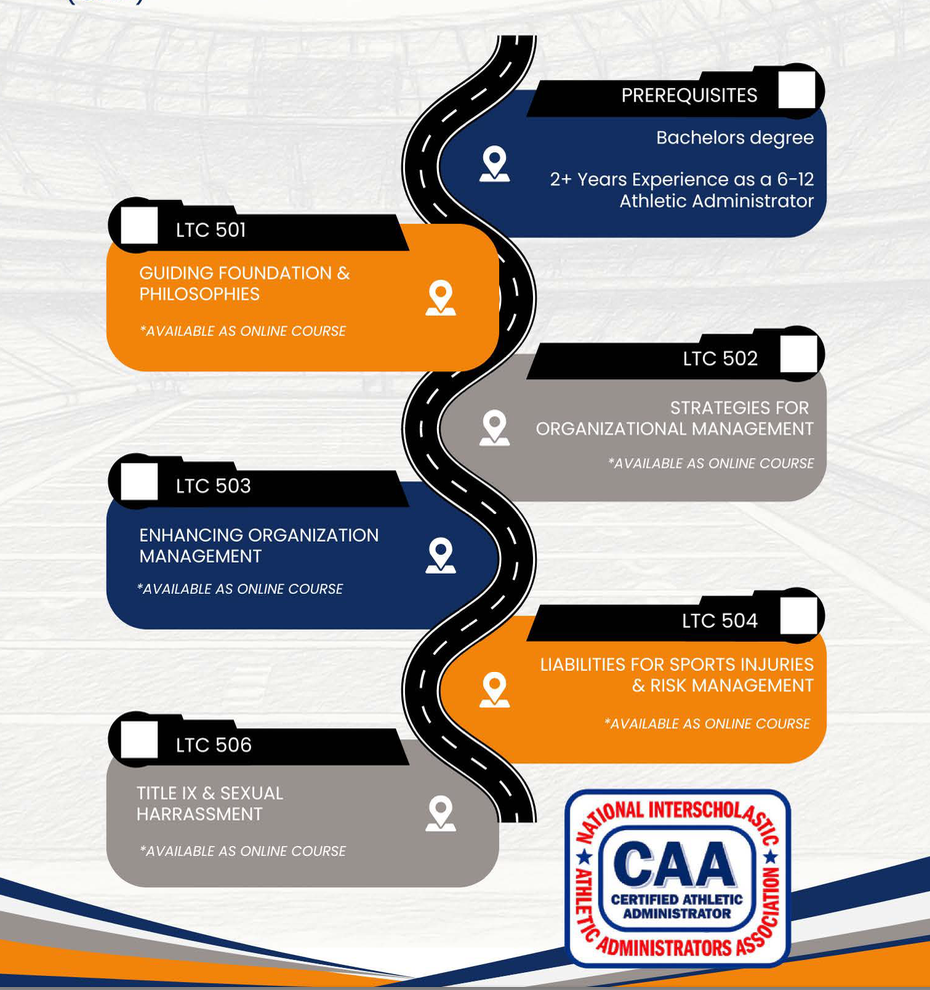 PREREQUISITES
Bachelors degree
2+ Years Experience as a 6-12
Athletic Administrator
LTC 501
GUIDING FOUNDATION &
PHILOSOPHIES
*AVAILABLE AS ONLINE COURSE
LTC 502
STRATEGIES FOR
ORGANIZATIONAL MANAGEMENT
*AVAILABLE AS ONLINE COURSE
LTC 503
ENHANCING ORGANIZATION
MANAGEMENT
*AVAILABLE AS ONLINE COURSE
LTC 504
LIABILITIES FOR SPORTS INJURIES
& RISK MANAGEMENT
*AVAILABLE AS ONLINE COURSE
LTC 506
TITLE IX & SEXUAL
HARRASSMENT
*AVAILABLE AS ONLINE COURSE
NATIONAL INTERSCHOLASTIC
CAA
CERTIFIED ATHLETIC
ADMINISTRATOR
ATHLETIC ADMINISTRATORS ASSOCIATION